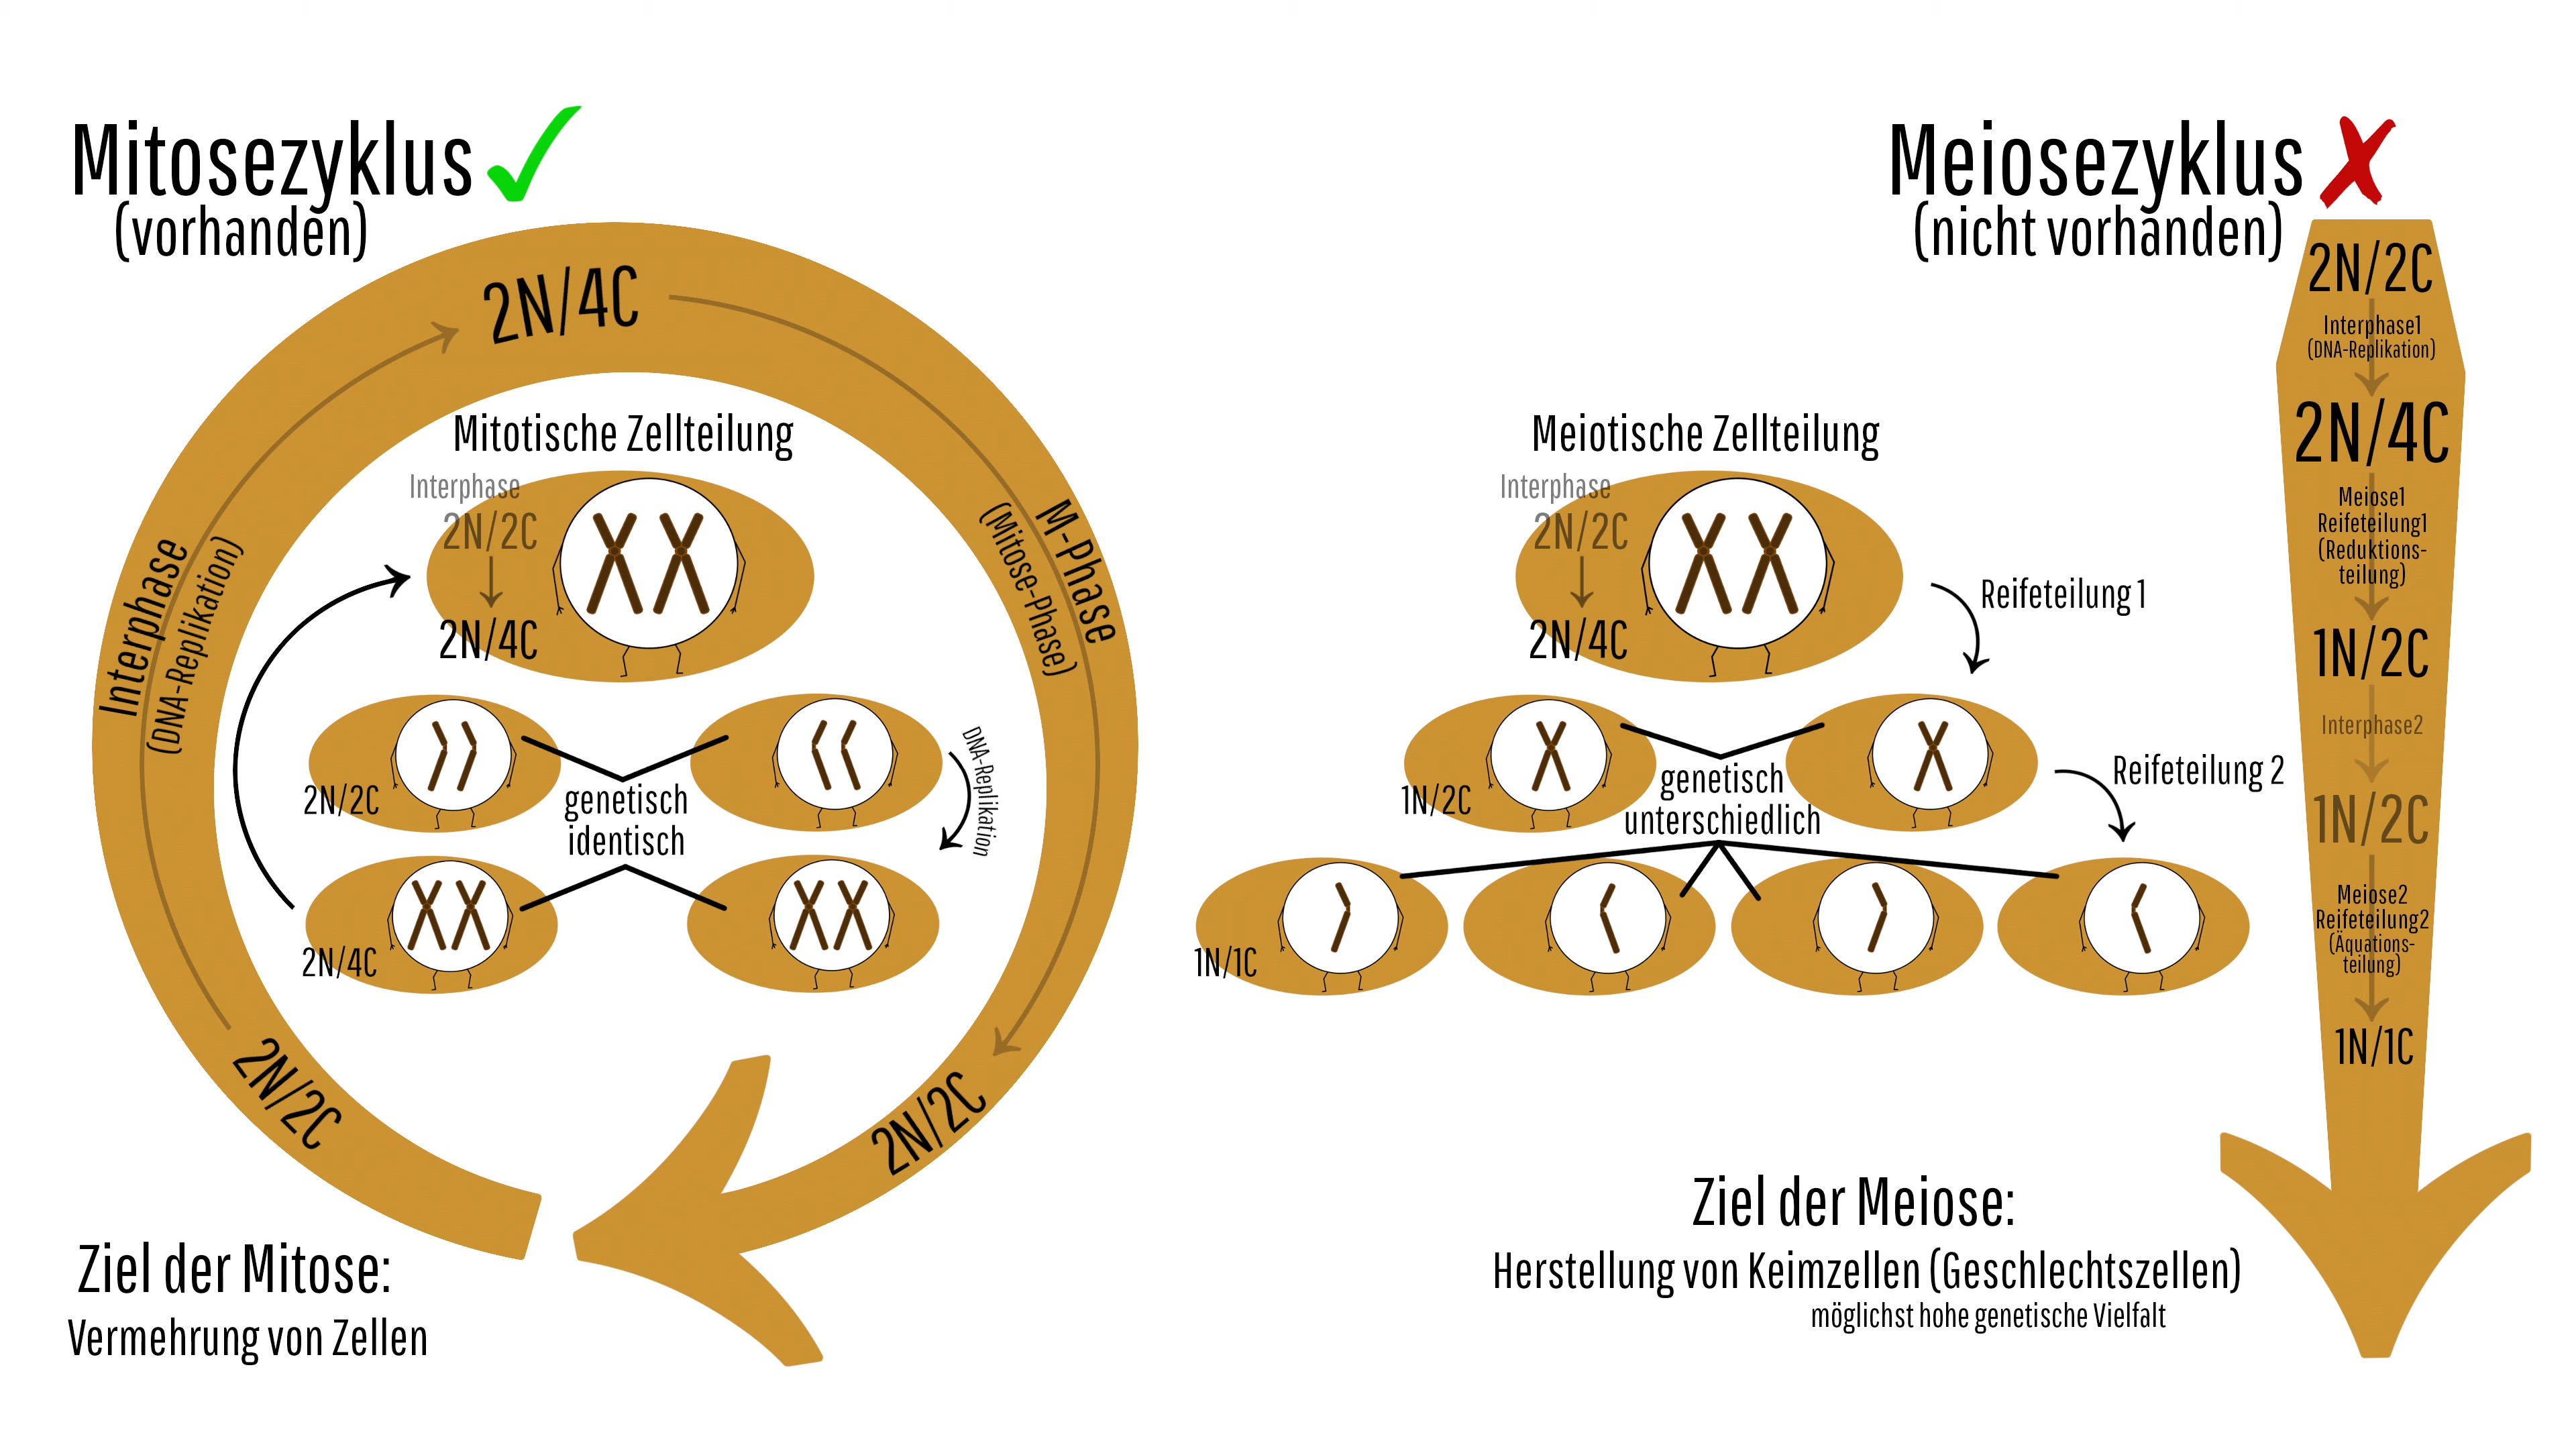 Mitosezyklus
(vorhanden)
2N/4C
Interphase
(DNA-Replikation)
M-Phase
(Mitose-Phase)
2N/2C
2N/2C
Mitotische Zellteilung
Interphase
2N/2C
2N/4C
2N/2C
genetisch
identisch
DNA-Replikation
2N/4C
Ziel der Mitose:
Vermehrung von Zellen
Meiosezyklus
(nicht vorhanden)
Meiotische Zellteilung
Interphase
2N/2C
2N/4C
Reifeteilung 1
1N/2C
genetisch
unterschiedlich
Reifeteilung 2
1N/1C
Ziel der Meiose:
Herstellung von Keimzellen (Geschlechtszellen)
möglichst hohe genetische Vielfalt
2N/2C
Interphase1
(DNA-Replikation)
2N/4C
Meiose1
Reifeteilung1
(Reduktions-
teilung)
1N/2C
Interphase2
1N/2C
Meiose2
Reifeteilung2
(Äquations-
teilung)
1N/1C